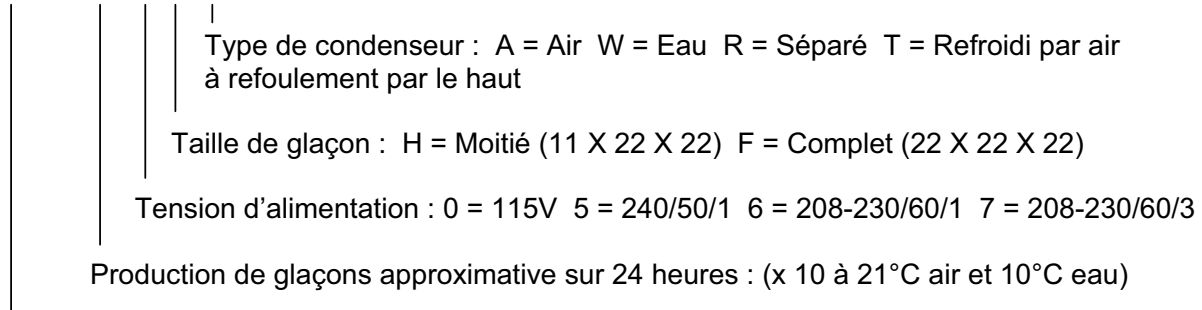 Type de condenseur : A = Air W = Eau R = Séparé T = Refroidi par air
à refoulement par le haut
Taille de glaçon : H = Moitié (11 X 22 X 22) F = Complet (22 X 22 X 22)
Tension d'alimentation : 0 = 115V 5 = 240/50/1 6 = 208-230/60/1 7 = 208-230/60/3
Production de glaçons approximative sur 24 heures : (x 10 à 21°C air et 10°C eau)